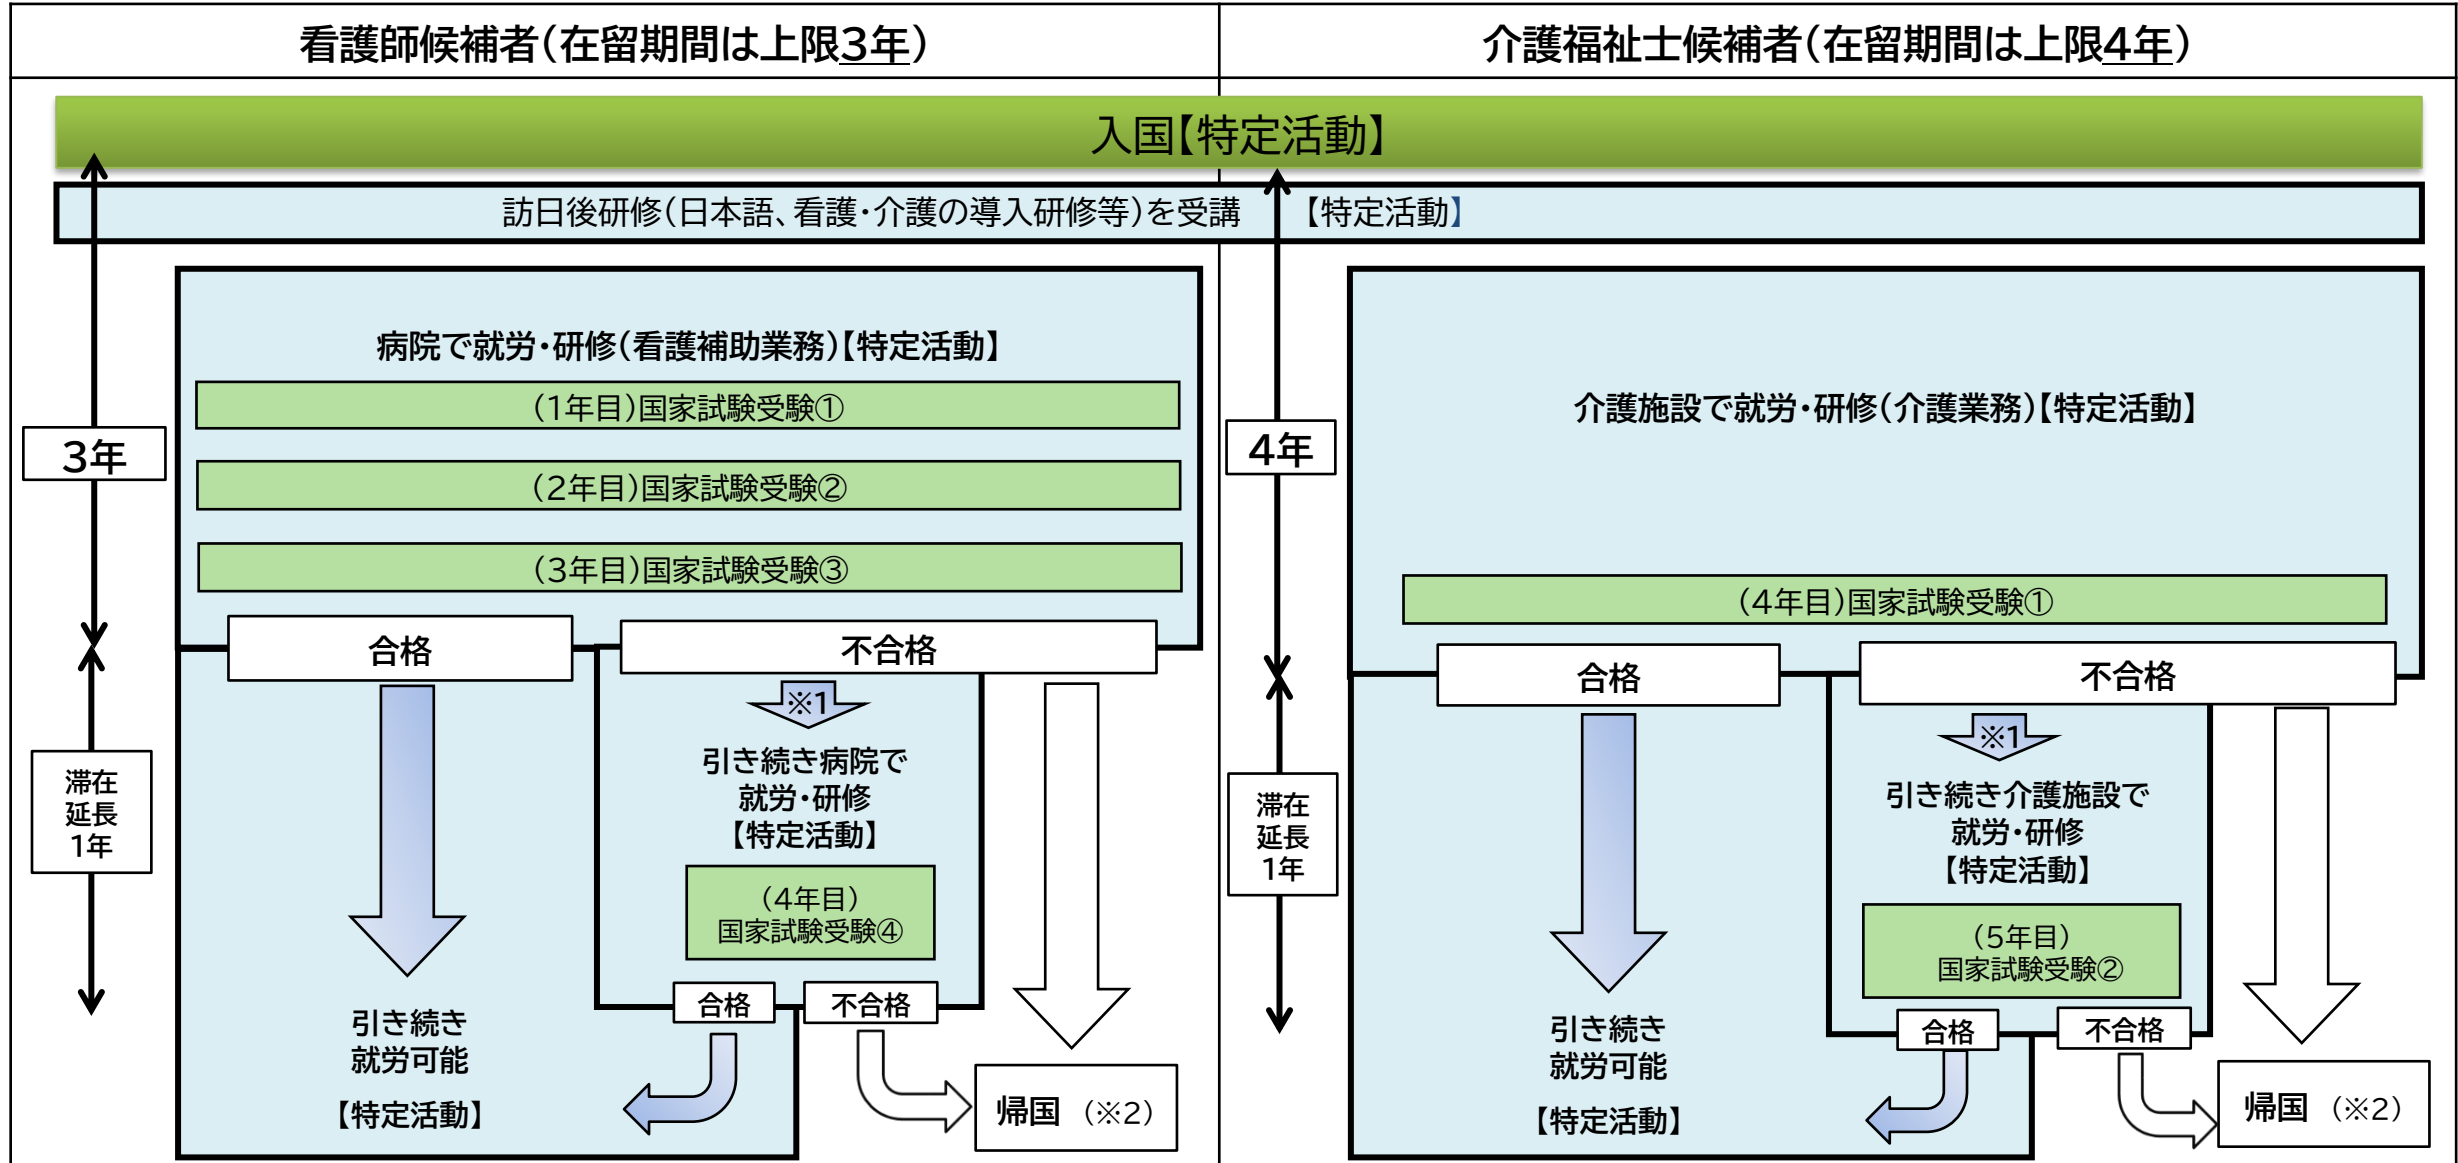 看護師候補者(在留期間は上限3年)
介護福祉士候補者(在留期間は上限4年)
入国【特定活動】
訪日後研修(日本語、看護・介護の導入研修等)を受講 【特定活動】
3年
病院で就労・研修(看護補助業務)【特定活動】
(1年目)国家試験受験①
(2年目)国家試験受験②
(3年目)国家試験受験③
合格
不合格
滞在
延長
1年
※1
引き続き病院で
就労・研修
【特定活動】
(4年目)
国家試験受験④
合格
不合格
引き続き
就労可能
【特定活動】
帰国 (※2)
4年
介護施設で就労・研修(介護業務)【特定活動】
(4年目)国家試験受験①
合格
不合格
滞在
延長
1年
※1
引き続き介護施設で
就労・研修
【特定活動】
(5年目)
国家試験受験②
合格
不合格
引き続き
就労可能
【特定活動】
帰国 (※2)